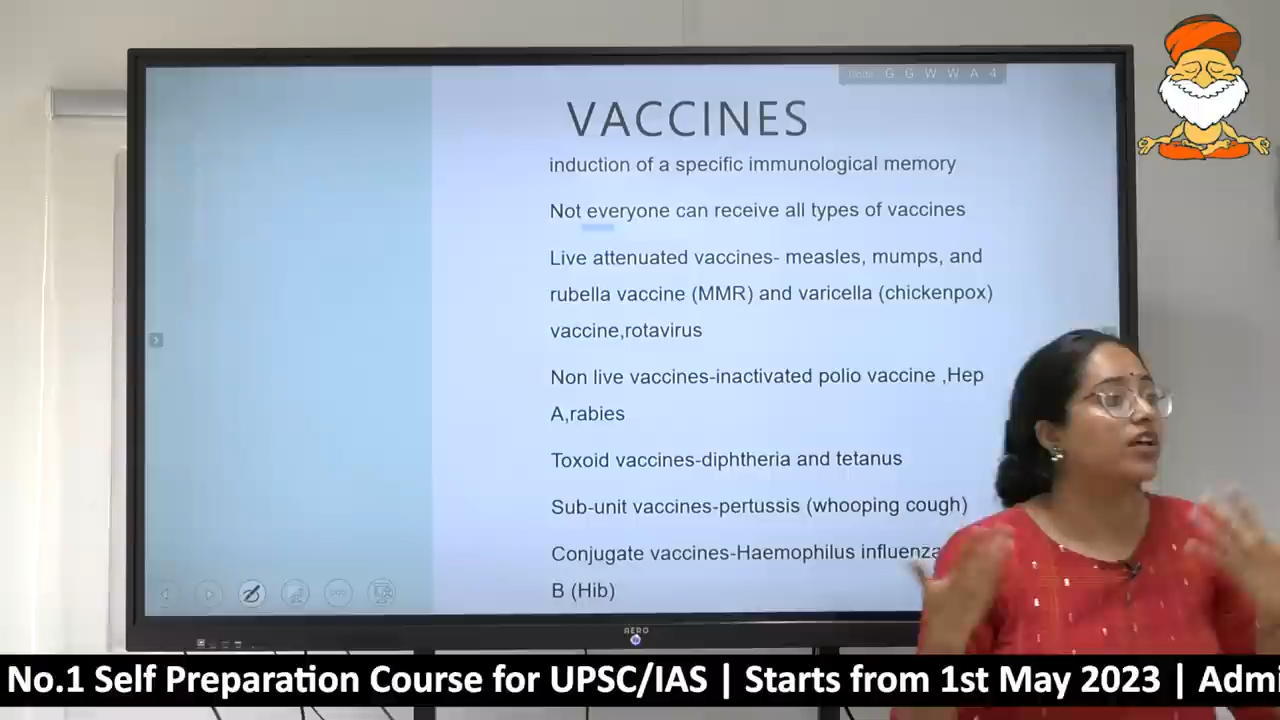 G G W W A 4
VACCINES
induction of a specific immunological memory
Not everyone can receive all types of vaccines
Live attenuated vaccines- measles, mumps, and
rubella vaccine (MMR) and varicella (chickenpox)
vaccine,rotavirus
Non live vaccines-inactivated polio vaccine ,Hep
A,rabies
Toxoid vaccines-diphtheria and tetanus
Sub-unit vaccines-pertussis (whooping cough)
Conjugate vaccines-Haemophilus influenza
B (Hib)
AERO
No.1 Self Preparation Course for UPSC/IAS | Starts from 1st May 2023 | Admi